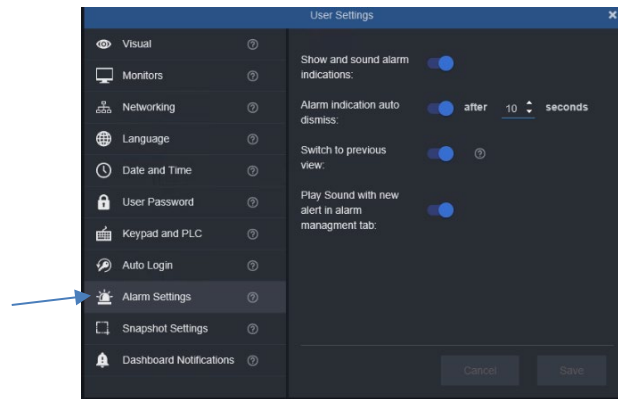 User Settings
Visual
Monitors
Networking
Language
Date and Time
User Password
Keypad and PLC
Auto Login
Alarm Settings
Snapshot Settings
Dashboard Notifications
Show and sound alarm
indications:
Alarm indication auto
dismiss:
after 10 seconds
Switch to previous
view:
Play Sound with new
alert in alarm
managment tab:
Cancel Save